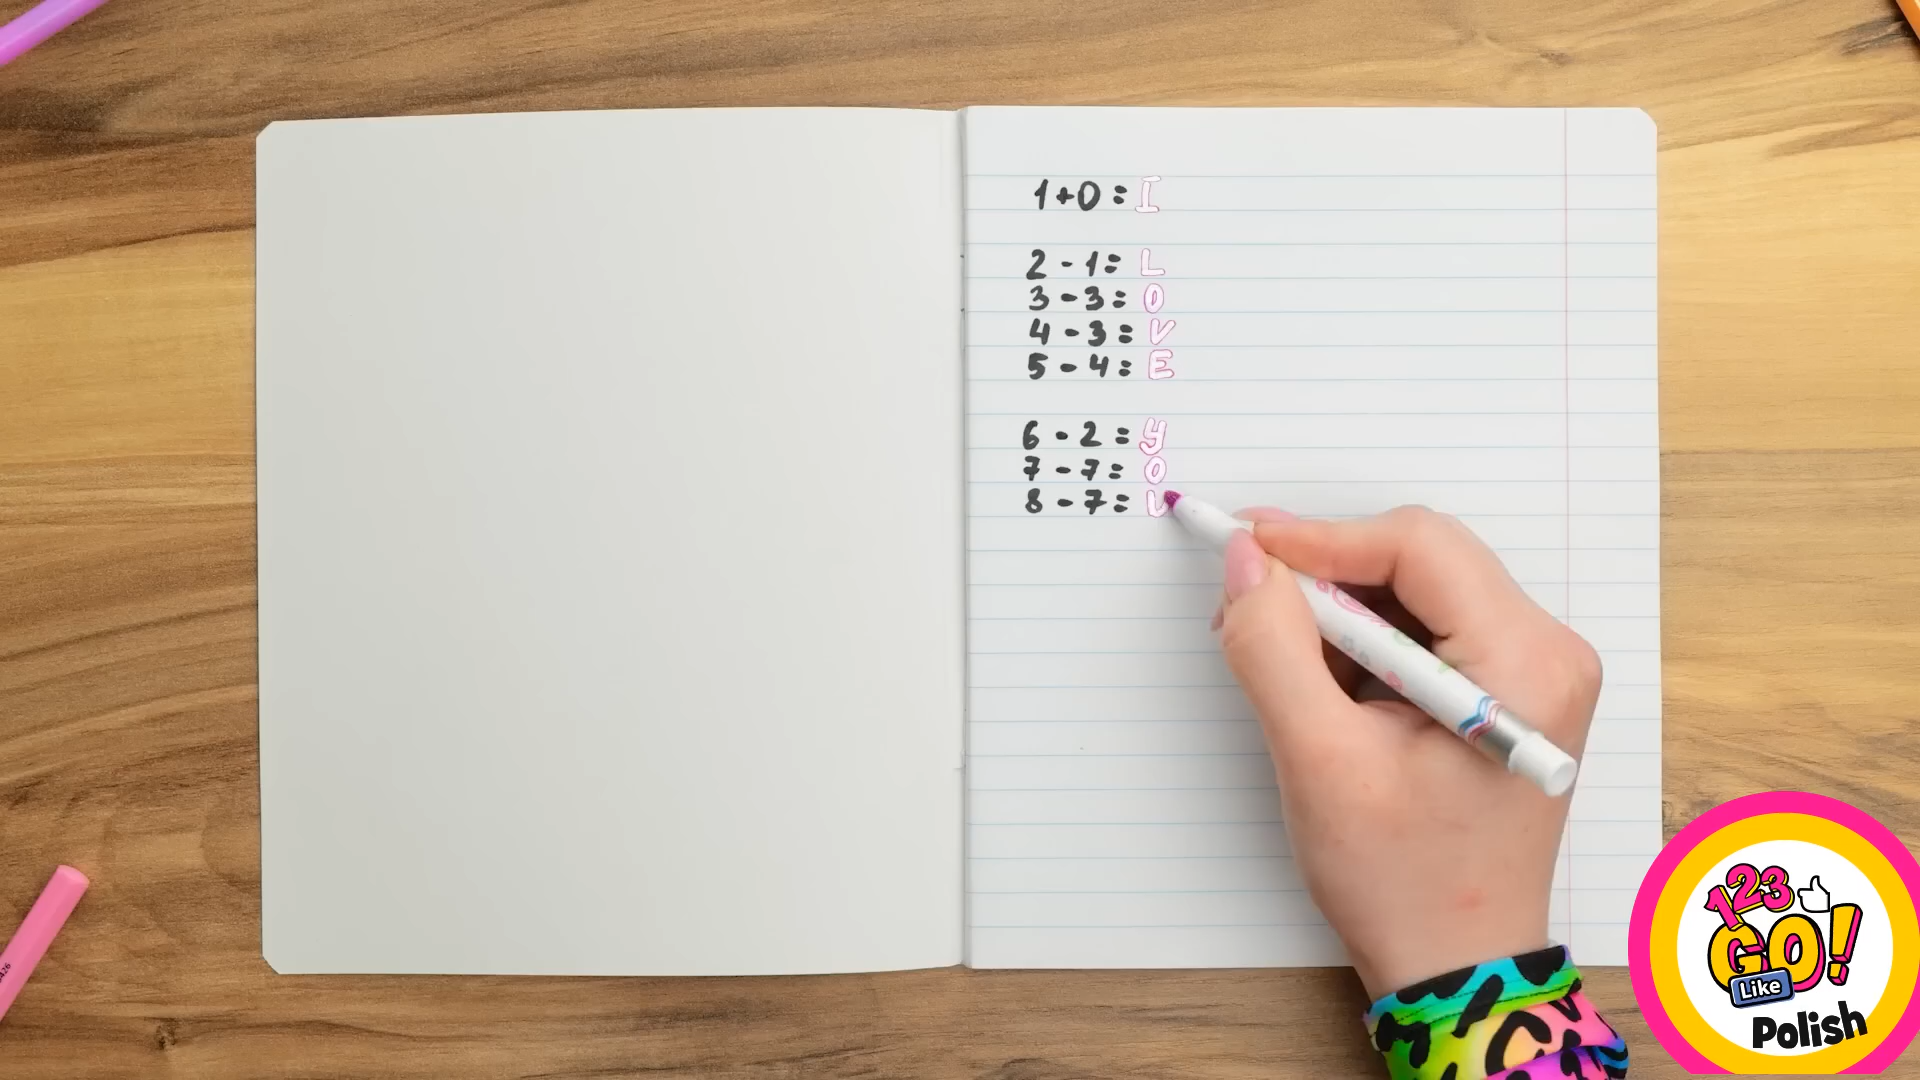 1+0=I
2-1=L
3-3=O
4-3=V
5-4=E
6-2=Y
7-7=O
8-7=U
123
GO!
Like
Polish